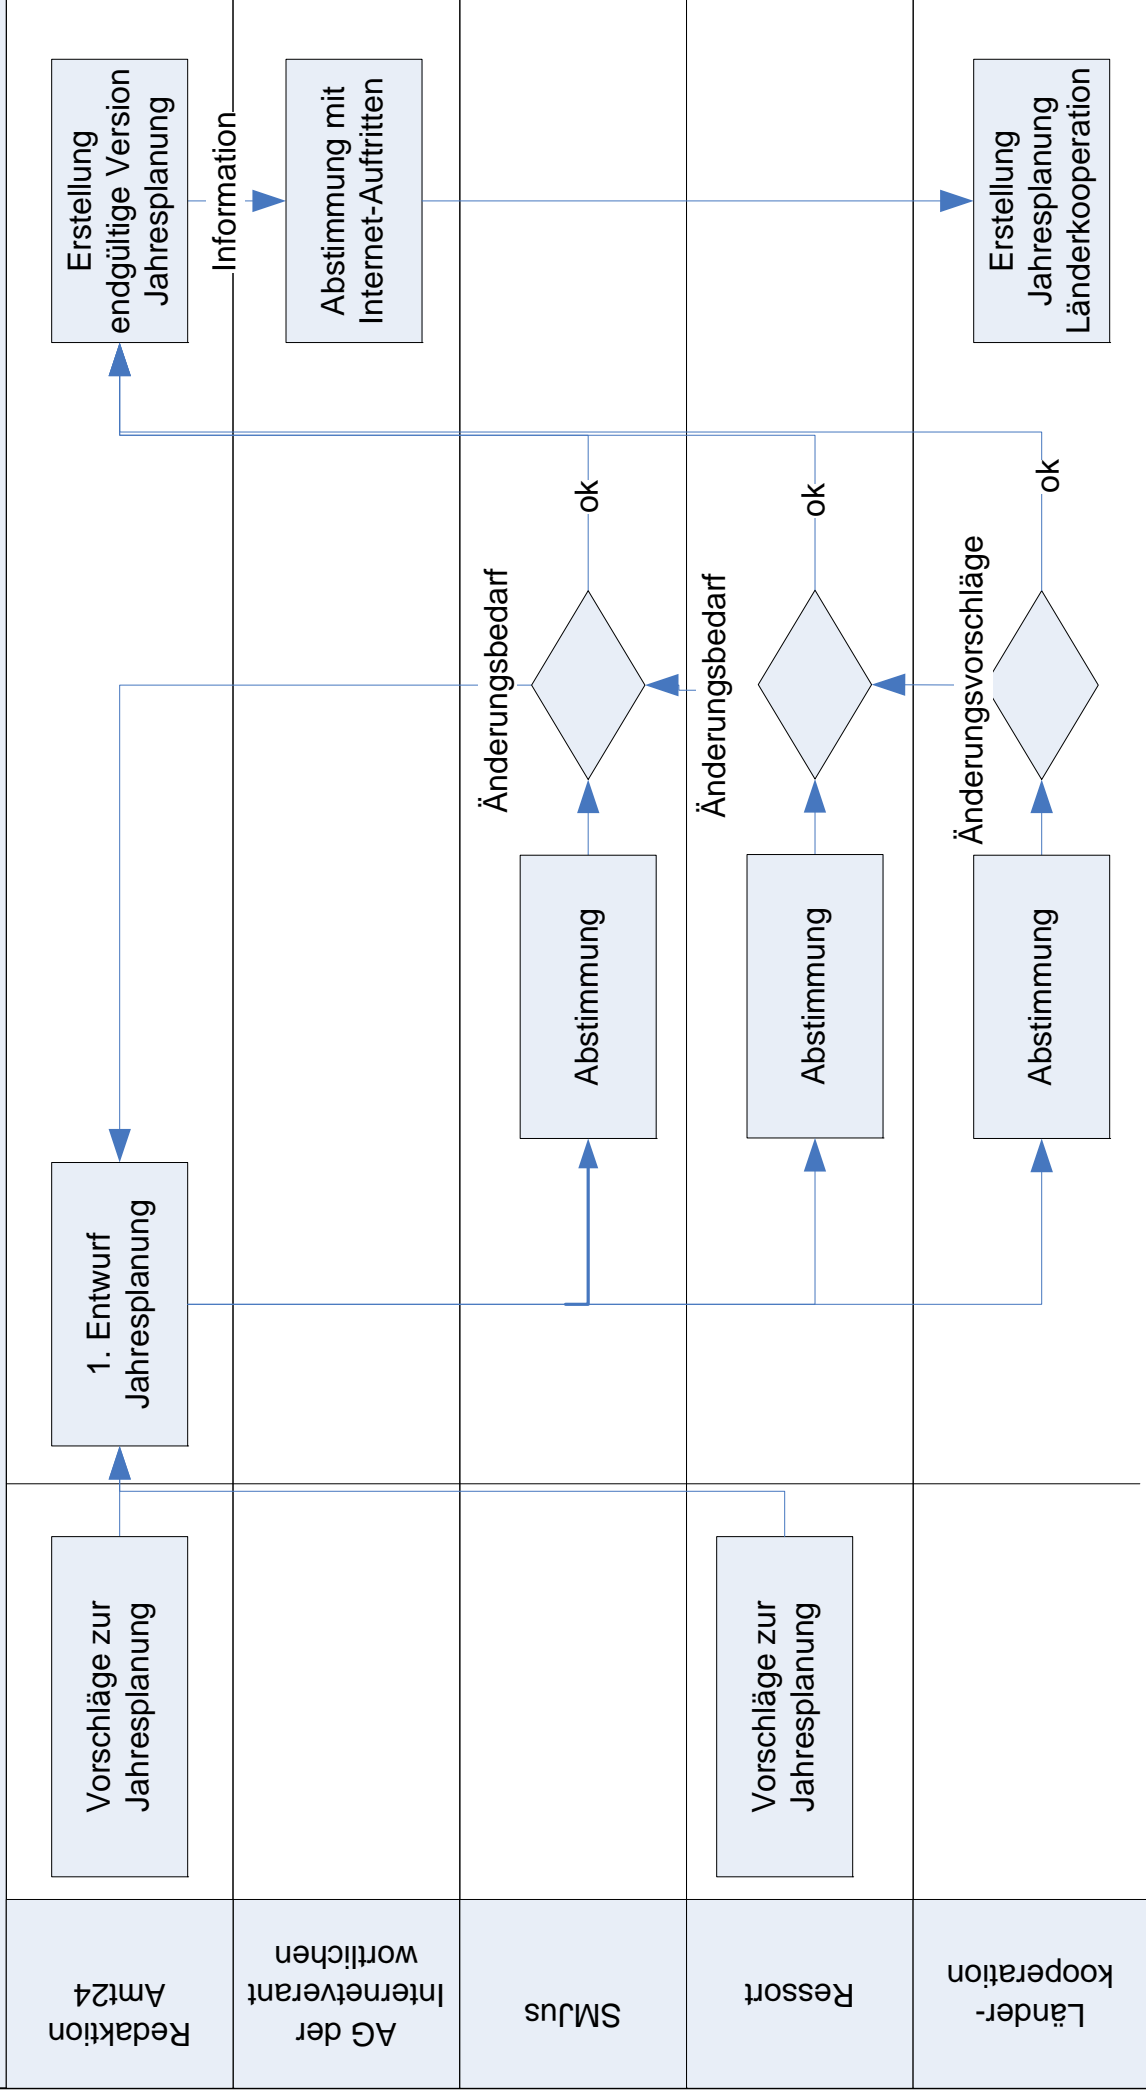 Redaktion
Amt24
Vorschläge zur
Jahresplanung
1. Entwurf
Jahresplanung
Erstellung
endgültige Version
Jahresplanung
Information
AG der
Internetverant
wortlichen
Abstimmung mit
Internet-Auftritten
SMJus
Abstimmung
Änderungsbedarf
ok
Ressort
Vorschläge zur
Jahresplanung
Abstimmung
Änderungsbedarf
ok
Länder-
kooperation
Abstimmung
Änderungsvorschläge
ok
Erstellung
Jahresplanung
Länderkooperation